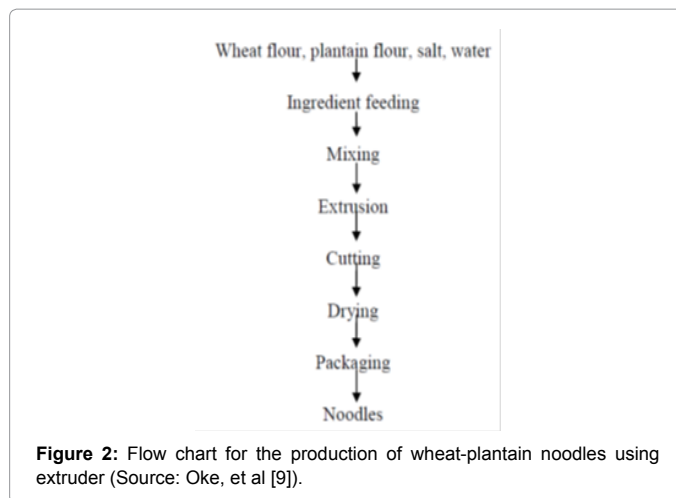 Wheat flour, plantain flour, salt, water
Ingredient feeding
Mixing
Extrusion
Cutting
Drying
Packaging
Noodles
Figure 2: Flow chart for the production of wheat-plantain noodles using
extruder (Source: Oke, et al [9]).